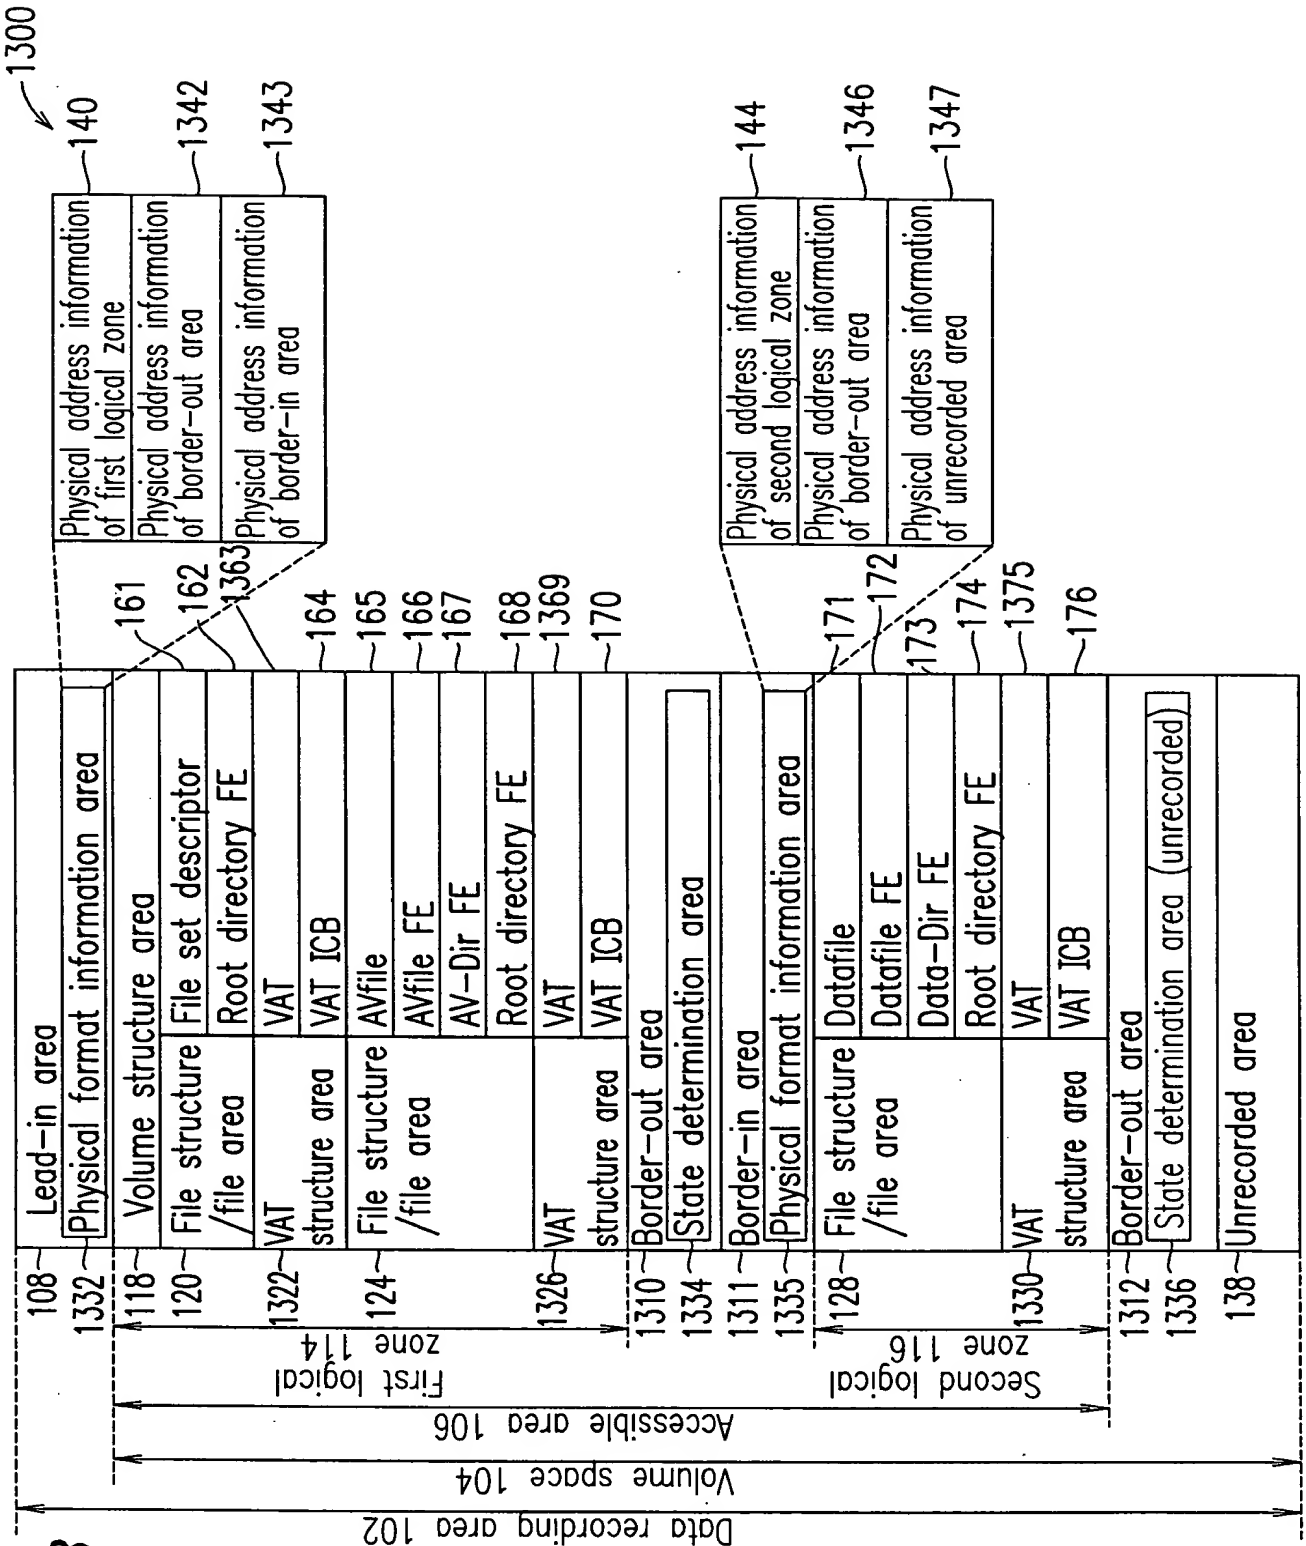 1300
Lead-in area
Physical format information area
Volume structure area
File structure
/file area
File set descriptor
Root directory FE
VAT
structure area
VAT
VAT ICB
File structure
/file area
AVfile
AVfile FE
AV-Dir FE
Root directory FE
VAT
structure area
VAT
VAT ICB
Border-out area
State determination area
Border-in area
Physical format information area
File structure
/file area
Datafile
Datafile FE
Data-Dir FE
Root directory FE
VAT
structure area
VAT
VAT ICB
Border-out area
State determination area (unrecorded)
Unrecorded area
108
1332
118
120
1322
124
1326
1310
1334
1311
1335
128
1330
1312
1336
138
161
162
1363
164
165
166
167
168
1369
170
171
172
173
174
1375
176
Physical address information
of first logical zone
140
Physical address information
of border-out area
1342
Physical address information
of border-in area
1343
Physical address information
of second logical zone
144
Physical address information
of border-out area
1346
Physical address information
of unrecorded area
1347
First logical
zone 114
Second logical
zone 116
Accessible area 106
Volume space 104
Data recording area 102